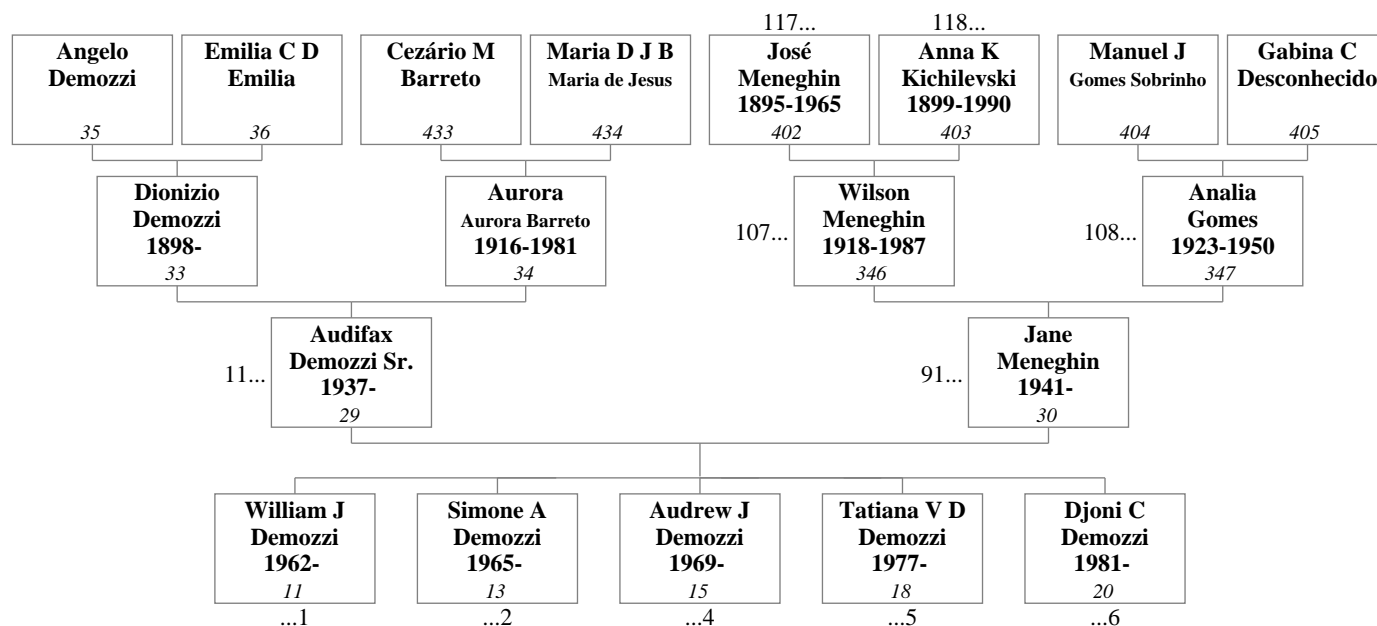 117...
118...
Angelo
Demozzi
35
Emilia C D
Emilia
36
Cezário M
Barreto
433
Maria D J B
Maria de Jesus
434
José
Meneghin
1895-1965
402
Anna K
Kichilevski
1899-1990
403
Manuel J
Gomes Sobrinho
404
Gabina C
Desconhecido
405
Dionizio
Demozzi
1898-
33
Aurora
Aurora Barreto
1916-1981
34
107...
Wilson
Meneghin
1918-1987
346
108...
Analia
Gomes
1923-1950
347
11...
Audifax
Demozzi Sr.
1937-
29
91...
Jane
Meneghin
1941-
30
William J
Demozzi
1962-
11
...1
Simone A
Demozzi
1965-
13
...2
Audrew J
Demozzi
1969-
15
...4
Tatiana V D
Demozzi
1977-
18
...5
Djoni C
Demozzi
1981-
20
...6